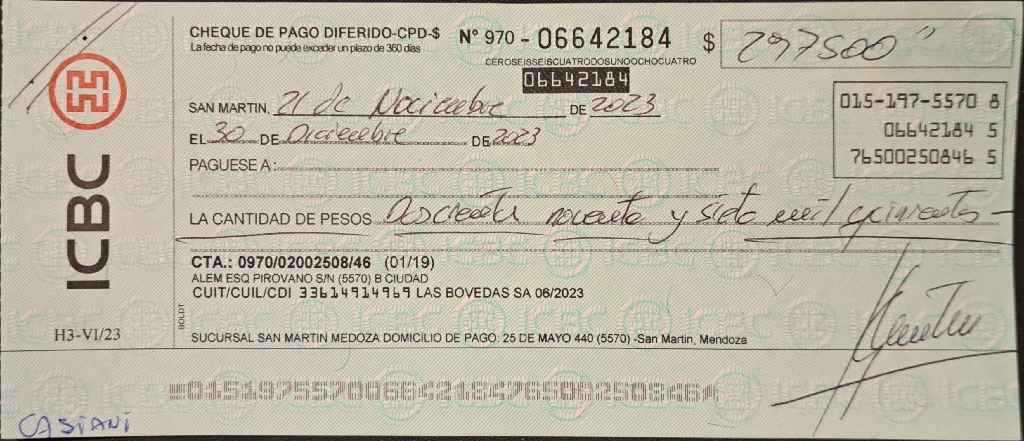 CHEQUE DE PAGO DIFERIDO-CPD-$ N° 970 - 06642184 $ 297500"
La fecha de pago no puede exceder un plazo de 360 días
CEROSEISSEISCUATRODOSUNOOCHOCUATRO
06642184
015-197-5570 8
06642184 5
76500250846 5
SAN MARTIN, 21 de Noviembre DE 2023
EL 30 DE Diciembre DE 2023
PAGUESE A:
LA CANTIDAD DE PESOS Doscientos noventa y siete mil quinientos
ICBC
CTA.: 0970/02002508/46 (01/19)
ALEM ESQ PIROVANO S/N (5570) B CIUDAD
CUIT/CUIL/CDI 33614914969 LAS BOVEDAS SA 06/2023
BOLDT
H3-VI/23
SUCURSAL SAN MARTIN MEDOZA DOMICILIO DE PAGO: 25 DE MAYO 440 (5570) -San Martin, Mendoza
015197557008664218476500250846
CASIANI